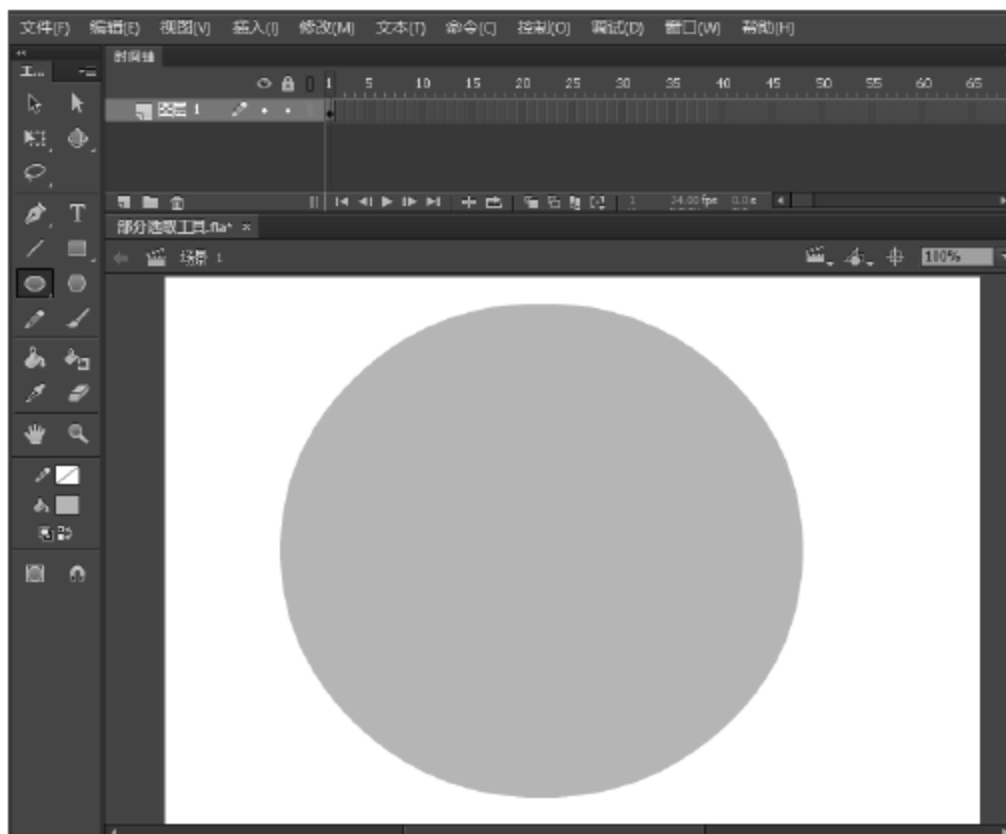 文件(F) 编辑(E) 视图(V) 插入(I) 修改(M) 文本(T) 命令(C) 控制(O) 调试(D) 窗口(W) 帮助(H)
工... 时间轴
1 5 10 15 20 25 30 35 40 45 50 55 60 65
图层 1
1 24.00 fps 0.0 s
部分选取工具.fla* ×
场景 1 100%